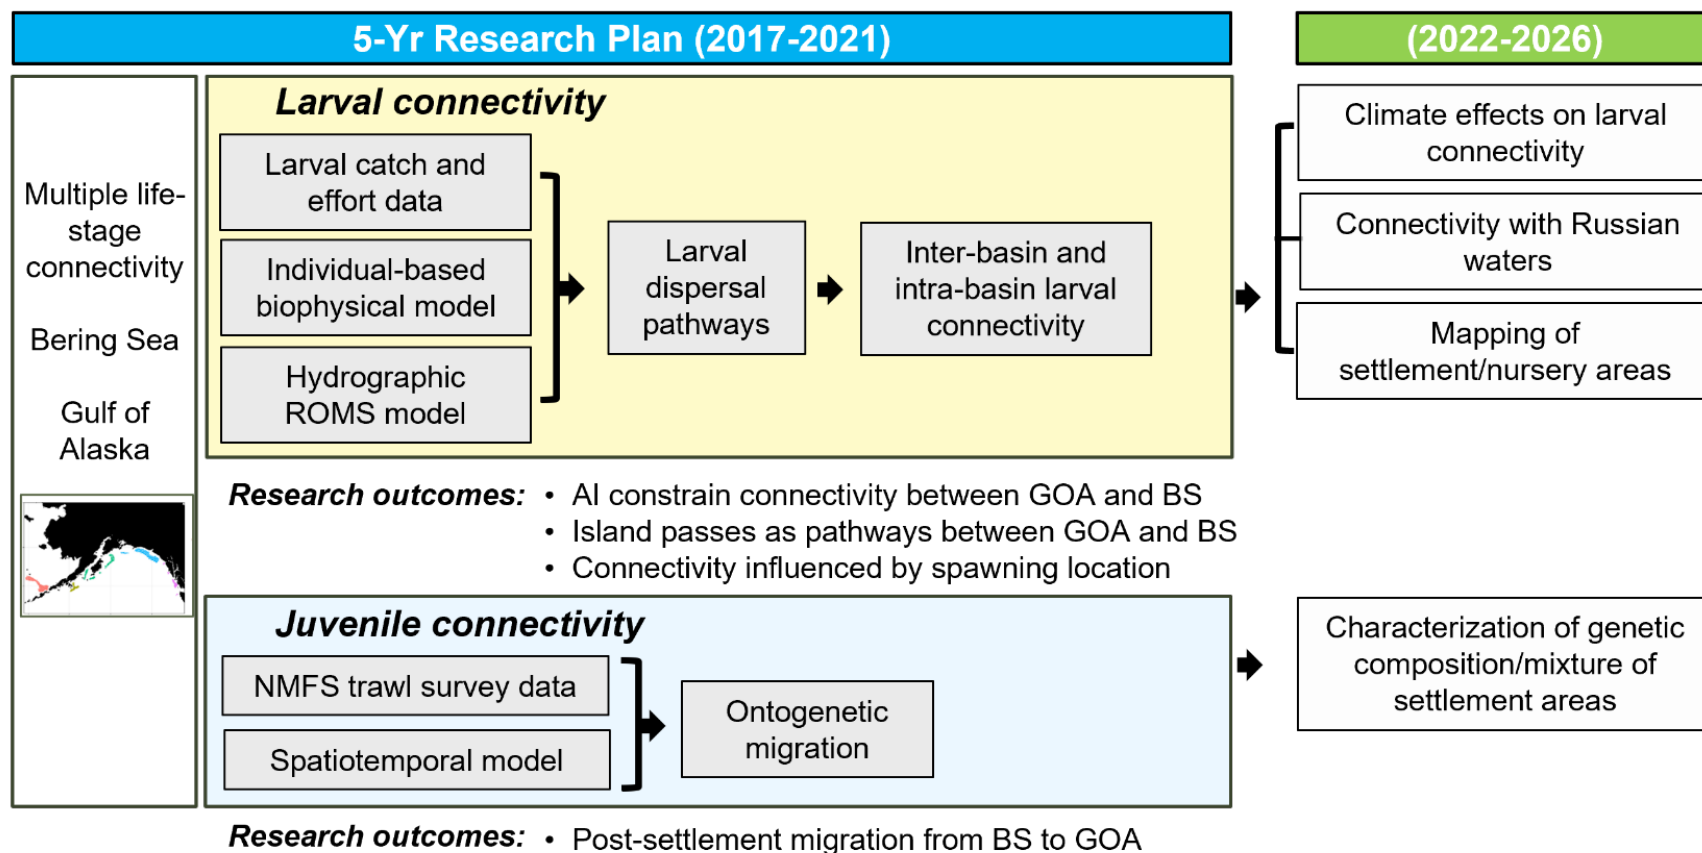 5-Yr Research Plan (2017-2021)
(2022-2026)
Multiple life-
stage
connectivity
Bering Sea
Gulf of
Alaska
Larval connectivity
Larval catch and
effort data
Individual-based
biophysical model
Hydrographic
ROMS model
Larval
dispersal
pathways
Inter-basin and
intra-basin larval
connectivity
Climate effects on larval
connectivity
Connectivity with Russian
waters
Mapping of
settlement/nursery areas
Research outcomes: • AI constrain connectivity between GOA and BS
• Island passes as pathways between GOA and BS
• Connectivity influenced by spawning location
Juvenile connectivity
NMFS trawl survey data
Spatiotemporal model
Ontogenetic
migration
Characterization of genetic
composition/mixture of
settlement areas
Research outcomes: • Post-settlement migration from BS to GOA